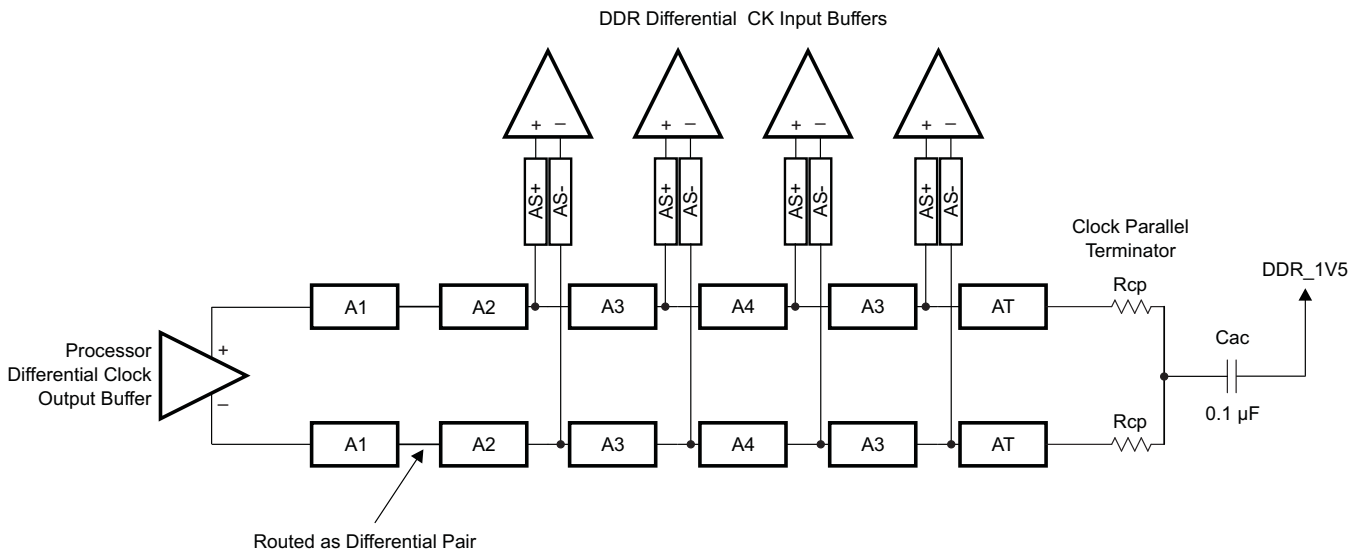 DDR Differential CK Input Buffers
+ –
+ –
+ –
+ –
AS+
AS-
AS+
AS-
AS+
AS-
AS+
AS-
Clock Parallel
Terminator
DDR_1V5
A1
A2
A3
A4
A3
AT
Rcp
Processor
Differential Clock
Output Buffer
+
–
Cac
0.1 µF
A1
A2
A3
A4
A3
AT
Rcp
Routed as Differential Pair